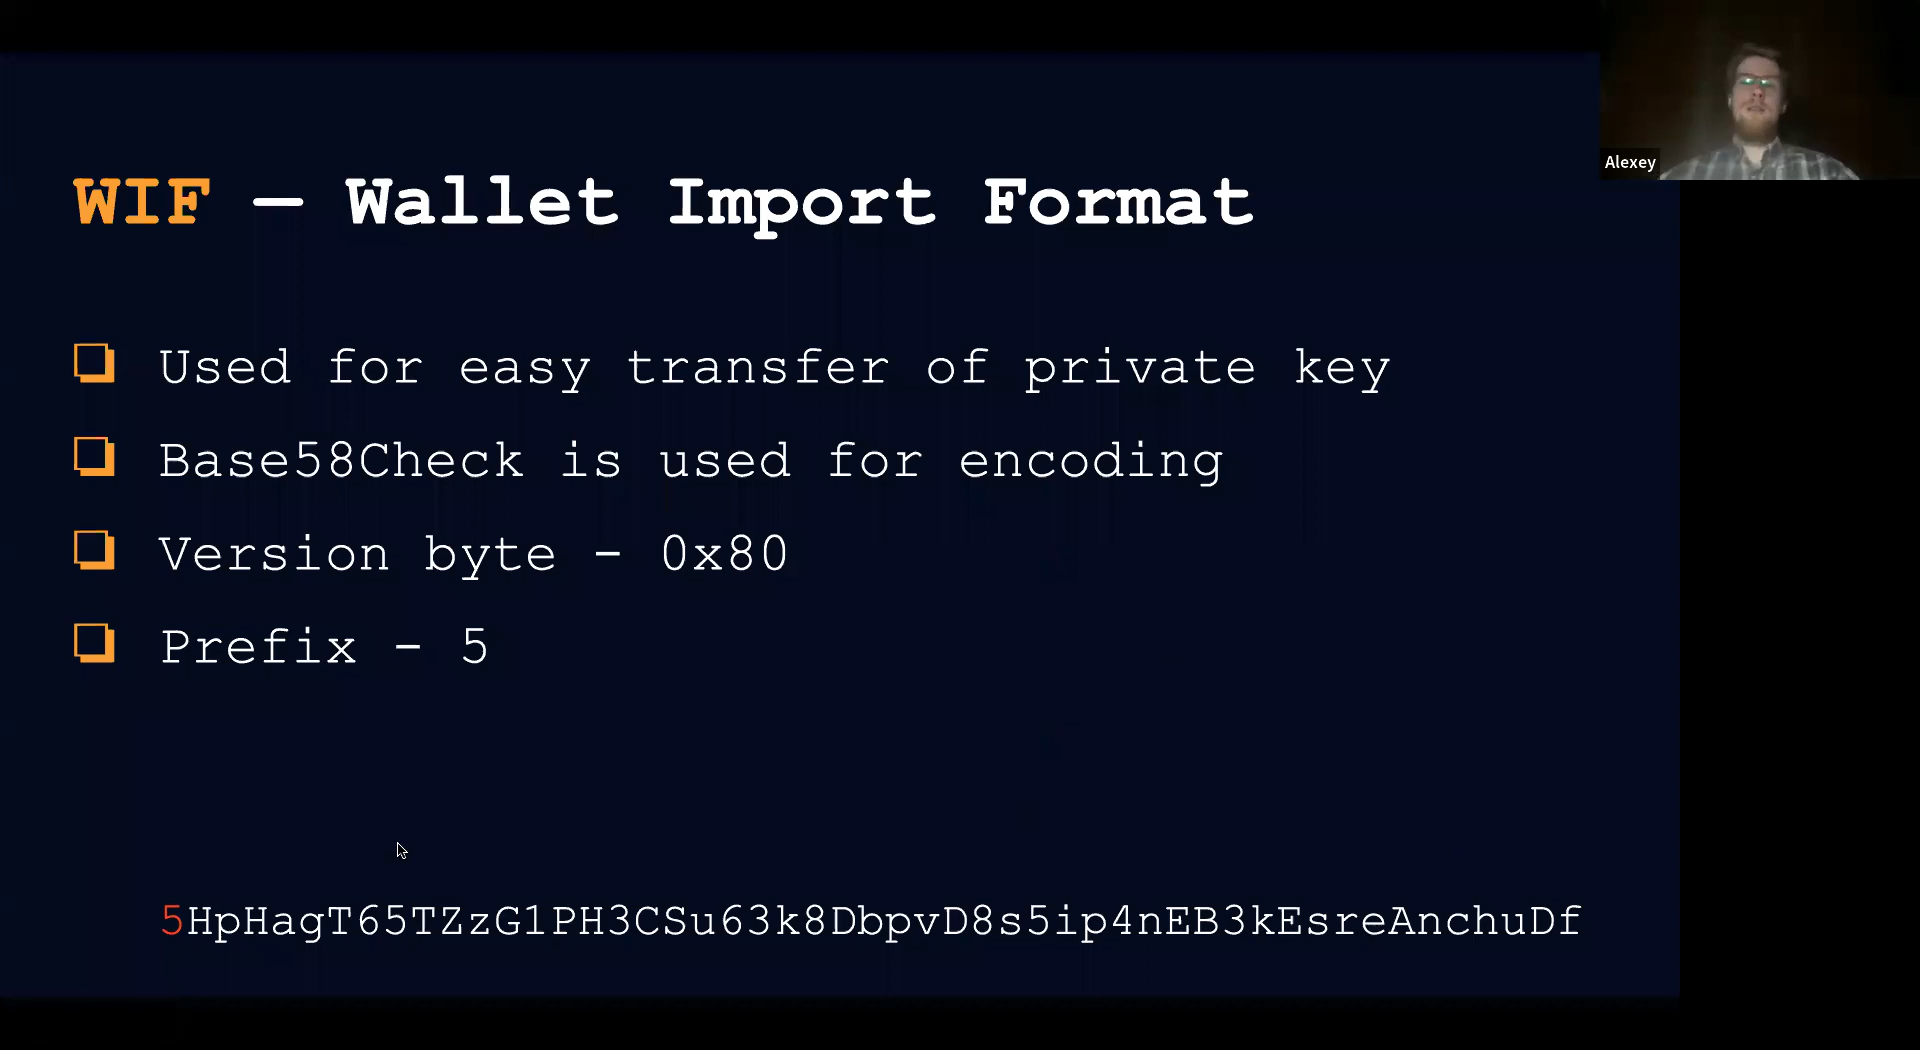 Alexey
WIF — Wallet Import Format
❏ Used for easy transfer of private key
❏ Base58Check is used for encoding
❏ Version byte - 0x80
❏ Prefix - 5
5HpHagT65TZzG1PH3CSu63k8DbpvD8s5ip4nEB3kEsreAnchuDf